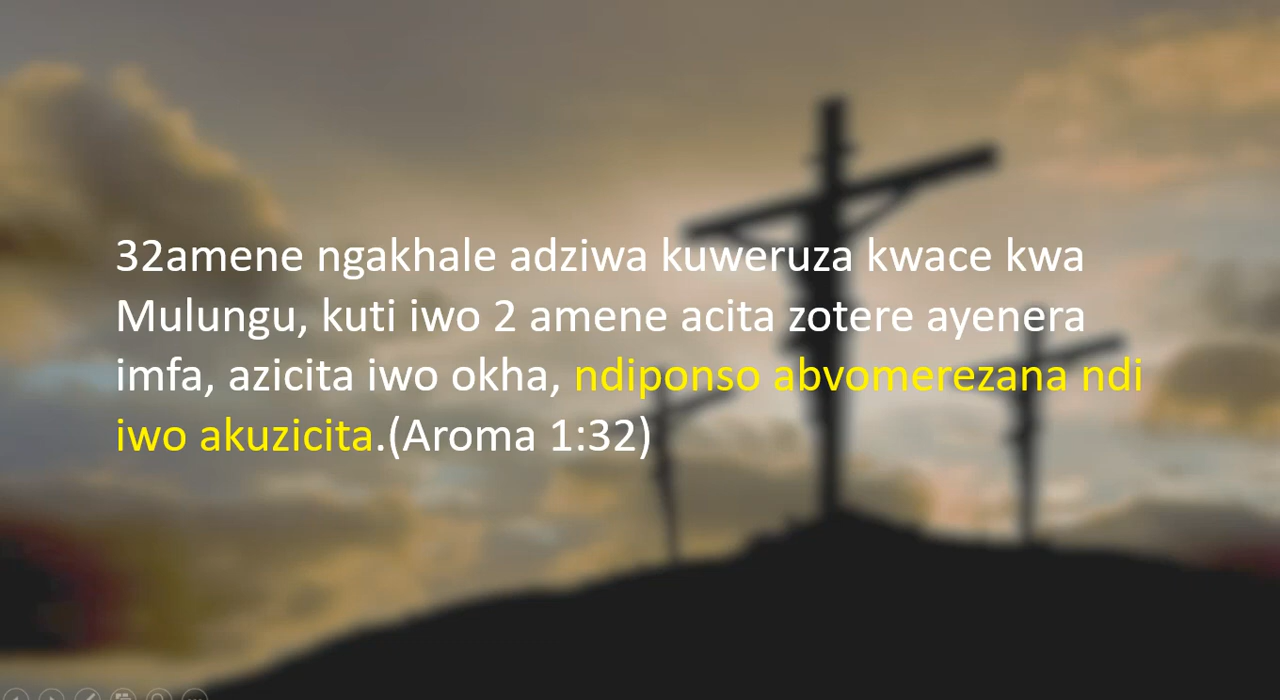 32amene ngakhale adziwa kuweruza kwace kwa
Mulungu, kuti iwo 2 amene acita zotere ayenera
imfa, azicita iwo okha, ndiponso abvomerezana ndi
iwo akuzicita.(Aroma 1:32)